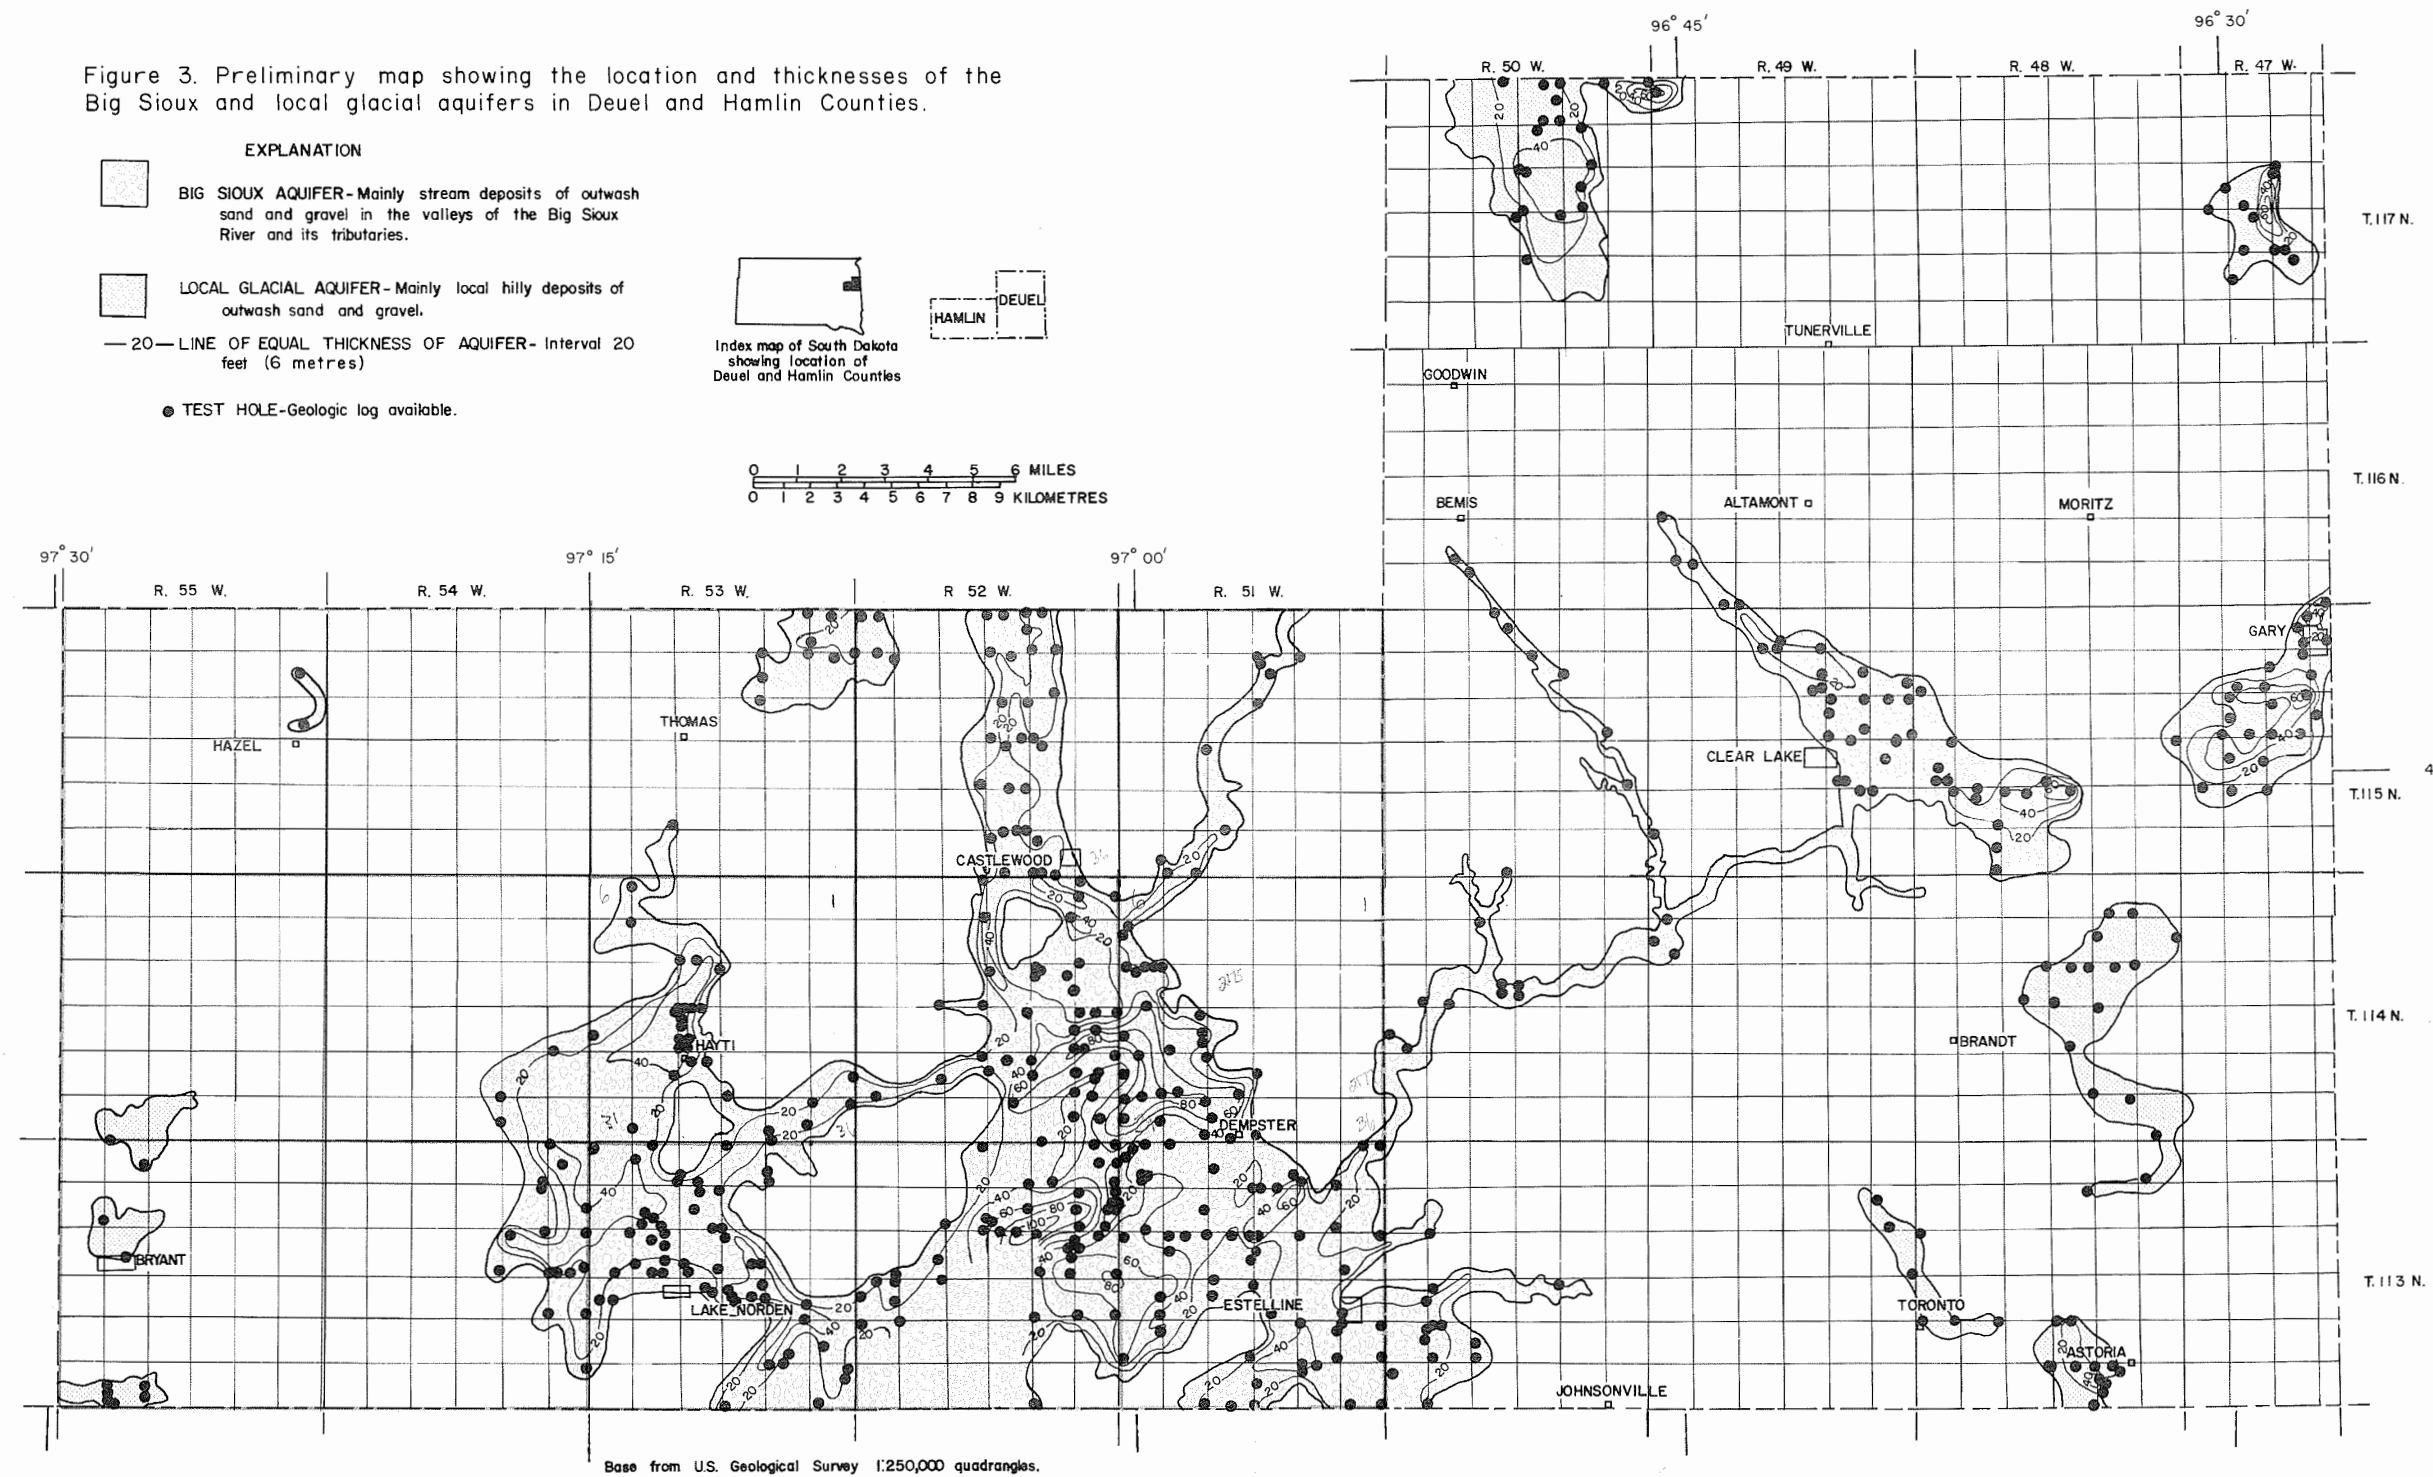 Figure 3. Preliminary map showing the location and thicknesses of the
Big Sioux and local glacial aquifers in Deuel and Hamlin Counties.
EXPLANATION
BIG SIOUX AQUIFER-Mainly stream deposits of outwash
sand and gravel in the valleys of the Big Sioux
River and its tributaries.
LOCAL GLACIAL AQUIFER-Mainly local hilly deposits of
outwash sand and gravel.
—20—LINE OF EQUAL THICKNESS OF AQUIFER-Interval 20
feet (6 metres)
TEST HOLE-Geologic log available.
HAMLIN
DEUEL
Index map of South Dakota
showing location of
Deuel and Hamlin Counties
0 1 2 3 4 5 6 MILES
0 1 2 3 4 5 6 7 8 9 KILOMETRES
96° 45'
96° 30'
R. 50 W.
R. 49 W.
R. 48 W.
R. 47 W.
T. 117 N.
TUNERVILLE
GOODWIN
T. 116 N.
BEMIS
ALTAMONT
MORITZ
97° 30'
97° 15'
97° 00'
R. 55 W.
R. 54 W.
R. 53 W.
R 52 W.
R. 51 W.
GARY
THOMAS
HAZEL
CLEAR LAKE
T. 115 N.
CASTLEWOOD
T. 114 N.
HAYTI
BRANDT
DEMPSTER
BRYANT
T. 113 N.
LAKE NORDEN
ESTELLINE
TORONTO
ASTORIA
JOHNSONVILLE
Base from U.S. Geological Survey 1:250,000 quadrangles.